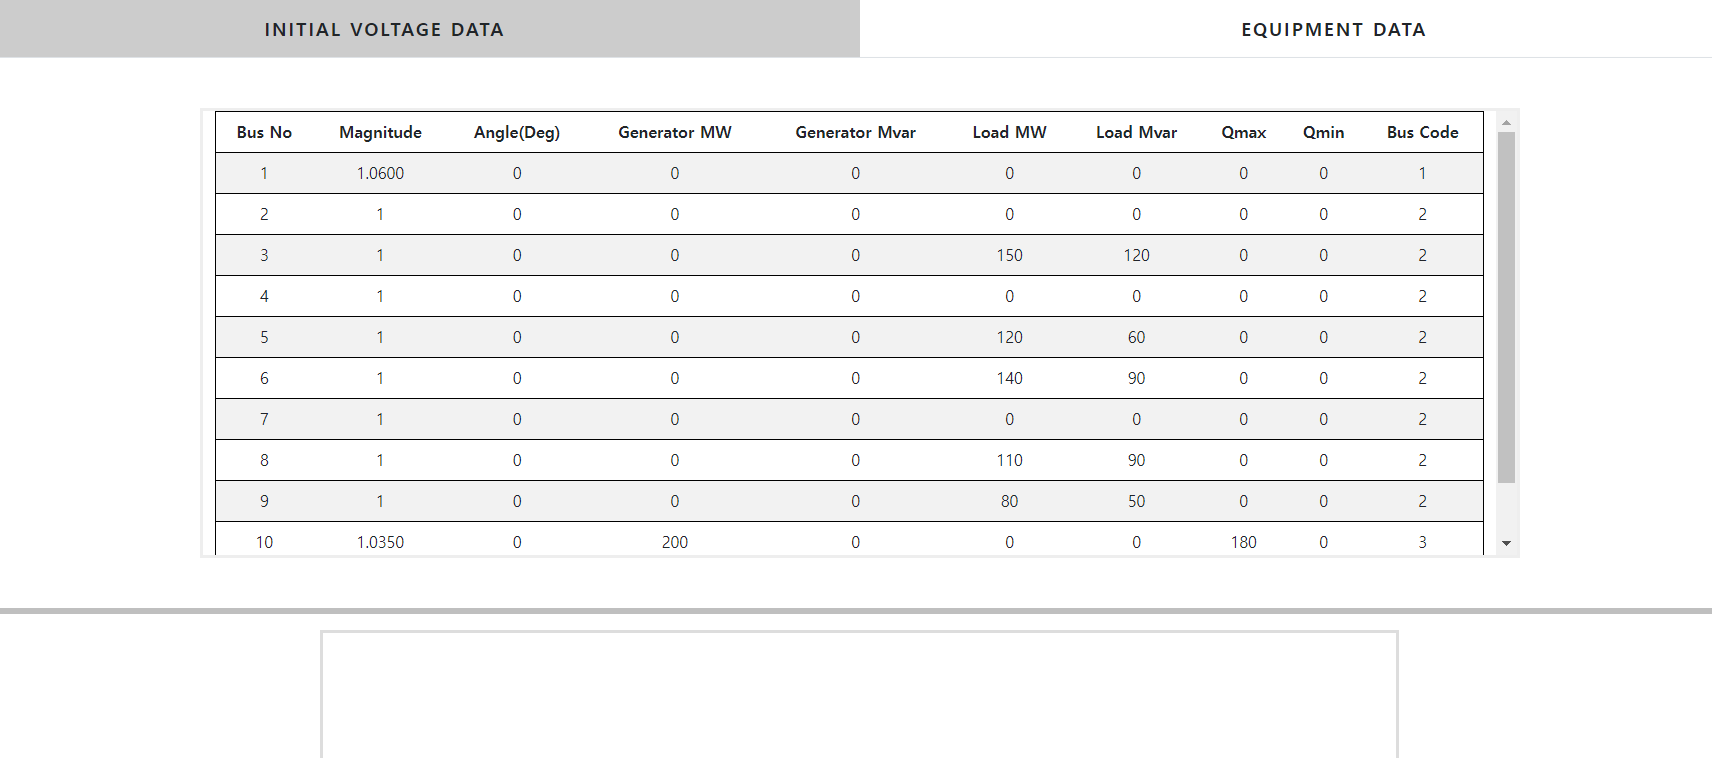 INITIAL VOLTAGE DATA EQUIPMENT DATA
Bus No Magnitude Angle(Deg) Generator MW Generator Mvar Load MW Load Mvar Qmax Qmin Bus Code
1 1.0600 0 0 0 0 0 0 0 1
2 1 0 0 0 0 0 0 0 2
3 1 0 0 0 150 120 0 0 2
4 1 0 0 0 0 0 0 0 2
5 1 0 0 0 120 60 0 0 2
6 1 0 0 0 140 90 0 0 2
7 1 0 0 0 0 0 0 0 2
8 1 0 0 0 110 90 0 0 2
9 1 0 0 0 80 50 0 0 2
10 1.0350 0 200 0 0 0 180 0 3